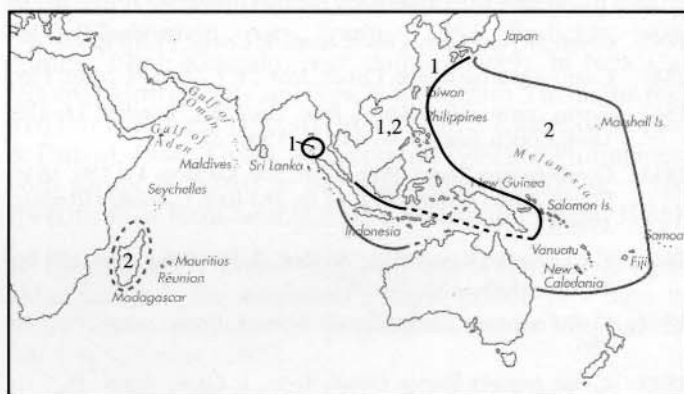 Japan
1
Taiwan
Philippines
2
Marshall Is.
1,2
Gulf of
Oman
Gulf of
Aden
1
Sri Lanka
Maldives
Melonesia
New Guinea
Seychelles
Salomon Is.
Indonesia
Samoa
2
Mauritius
Réunion
Vanuatu
Fiji
New
Caledonia
Madagascar